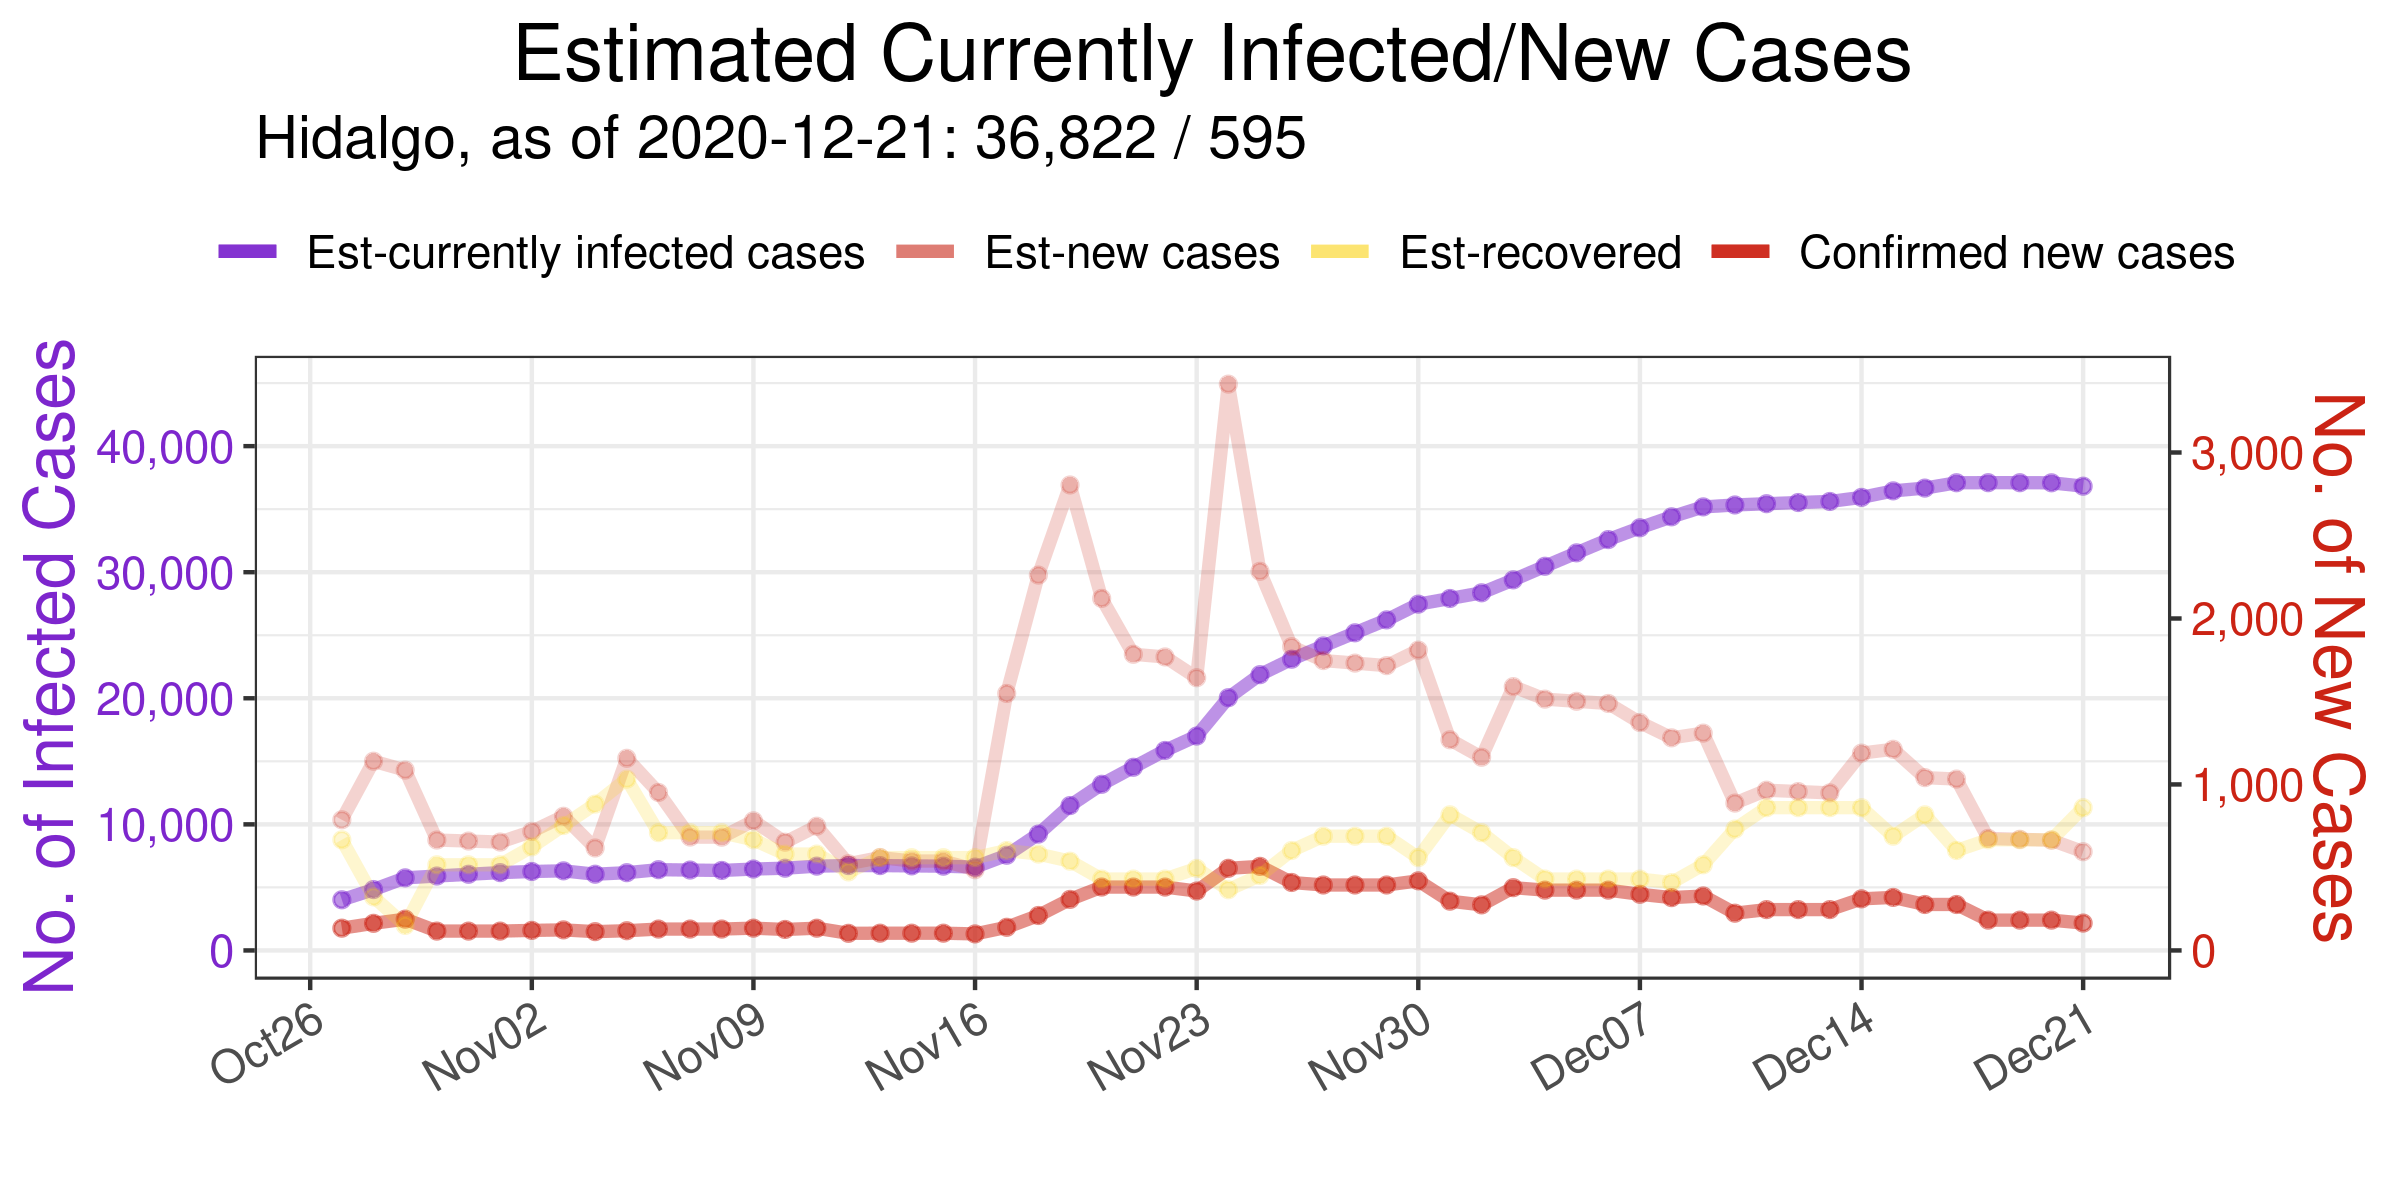 Estimated Currently Infected/New Cases
Hidalgo, as of 2020-12-21: 36,822 / 595
Est-currently infected cases Est-new cases Est-recovered Confirmed new cases
No. of Infected Cases
40,000
30,000
20,000
10,000
0
3,000
2,000
1,000
0
No. of New Cases
Oct26 Nov02 Nov09 Nov16 Nov23 Nov30 Dec07 Dec14 Dec21